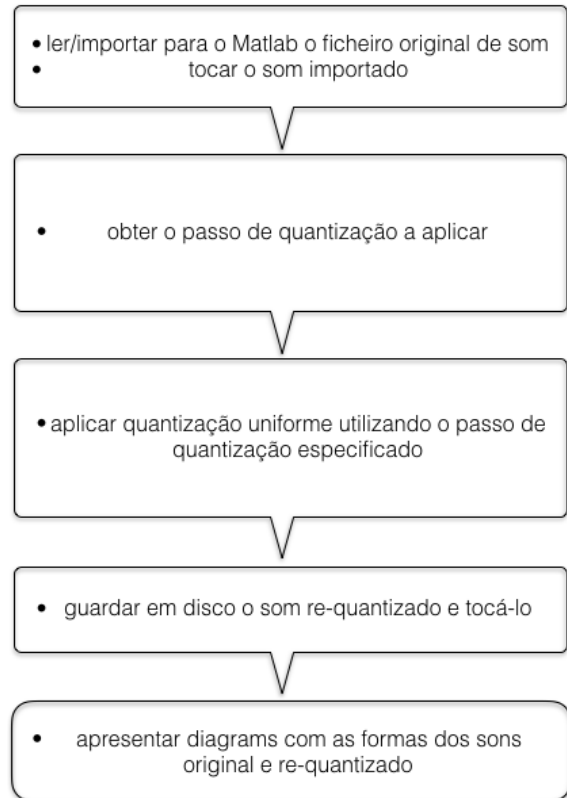 • ler/importar para o Matlab o ficheiro original de som
• tocar o som importado
• obter o passo de quantização a aplicar
• aplicar quantização uniforme utilizando o passo de
quantização especificado
• guardar em disco o som re-quantizado e tocá-lo
• apresentar diagrams com as formas dos sons
original e re-quantizado